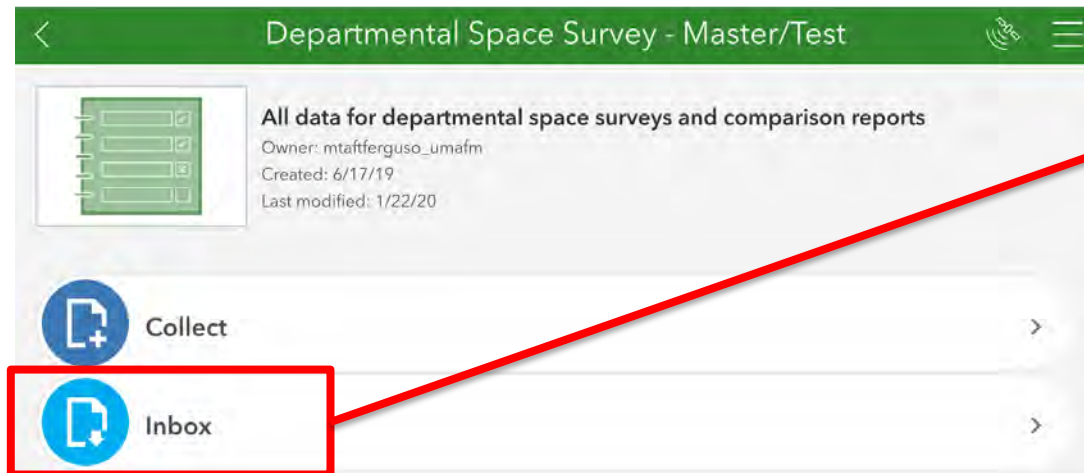 Departmental Space Survey - Master/Test
All data for departmental space surveys and comparison reports
Owner: mtaftferguso_umafm
Created: 6/17/19
Last modified: 1/22/20
Collect
Inbox